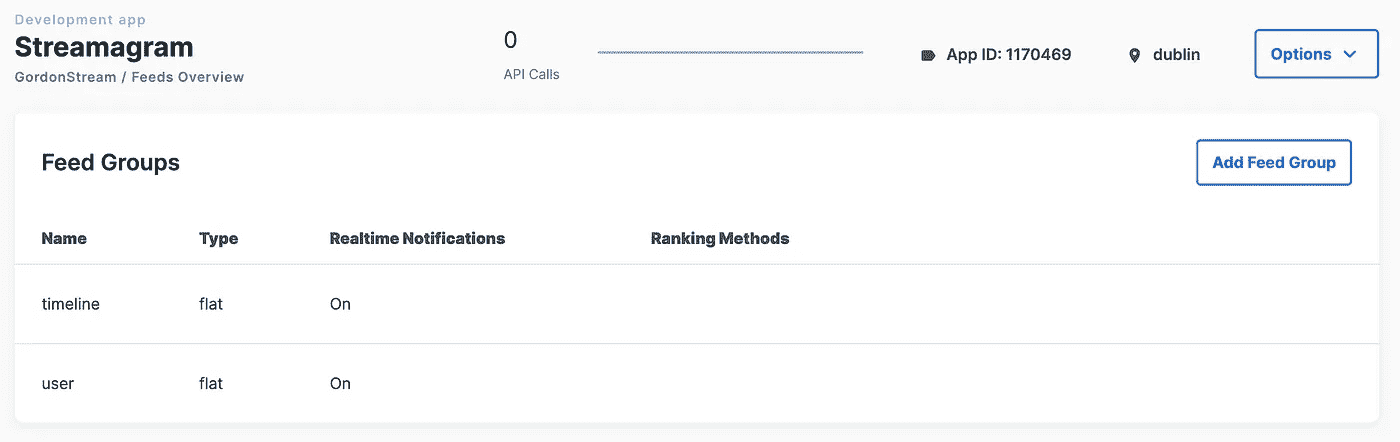 Development app
Streamagram
GordonStream / Feeds Overview
0
API Calls
App ID: 1170469
dublin
Options
Feed Groups
Add Feed Group
Name Type Realtime Notifications Ranking Methods
timeline flat On
user flat On